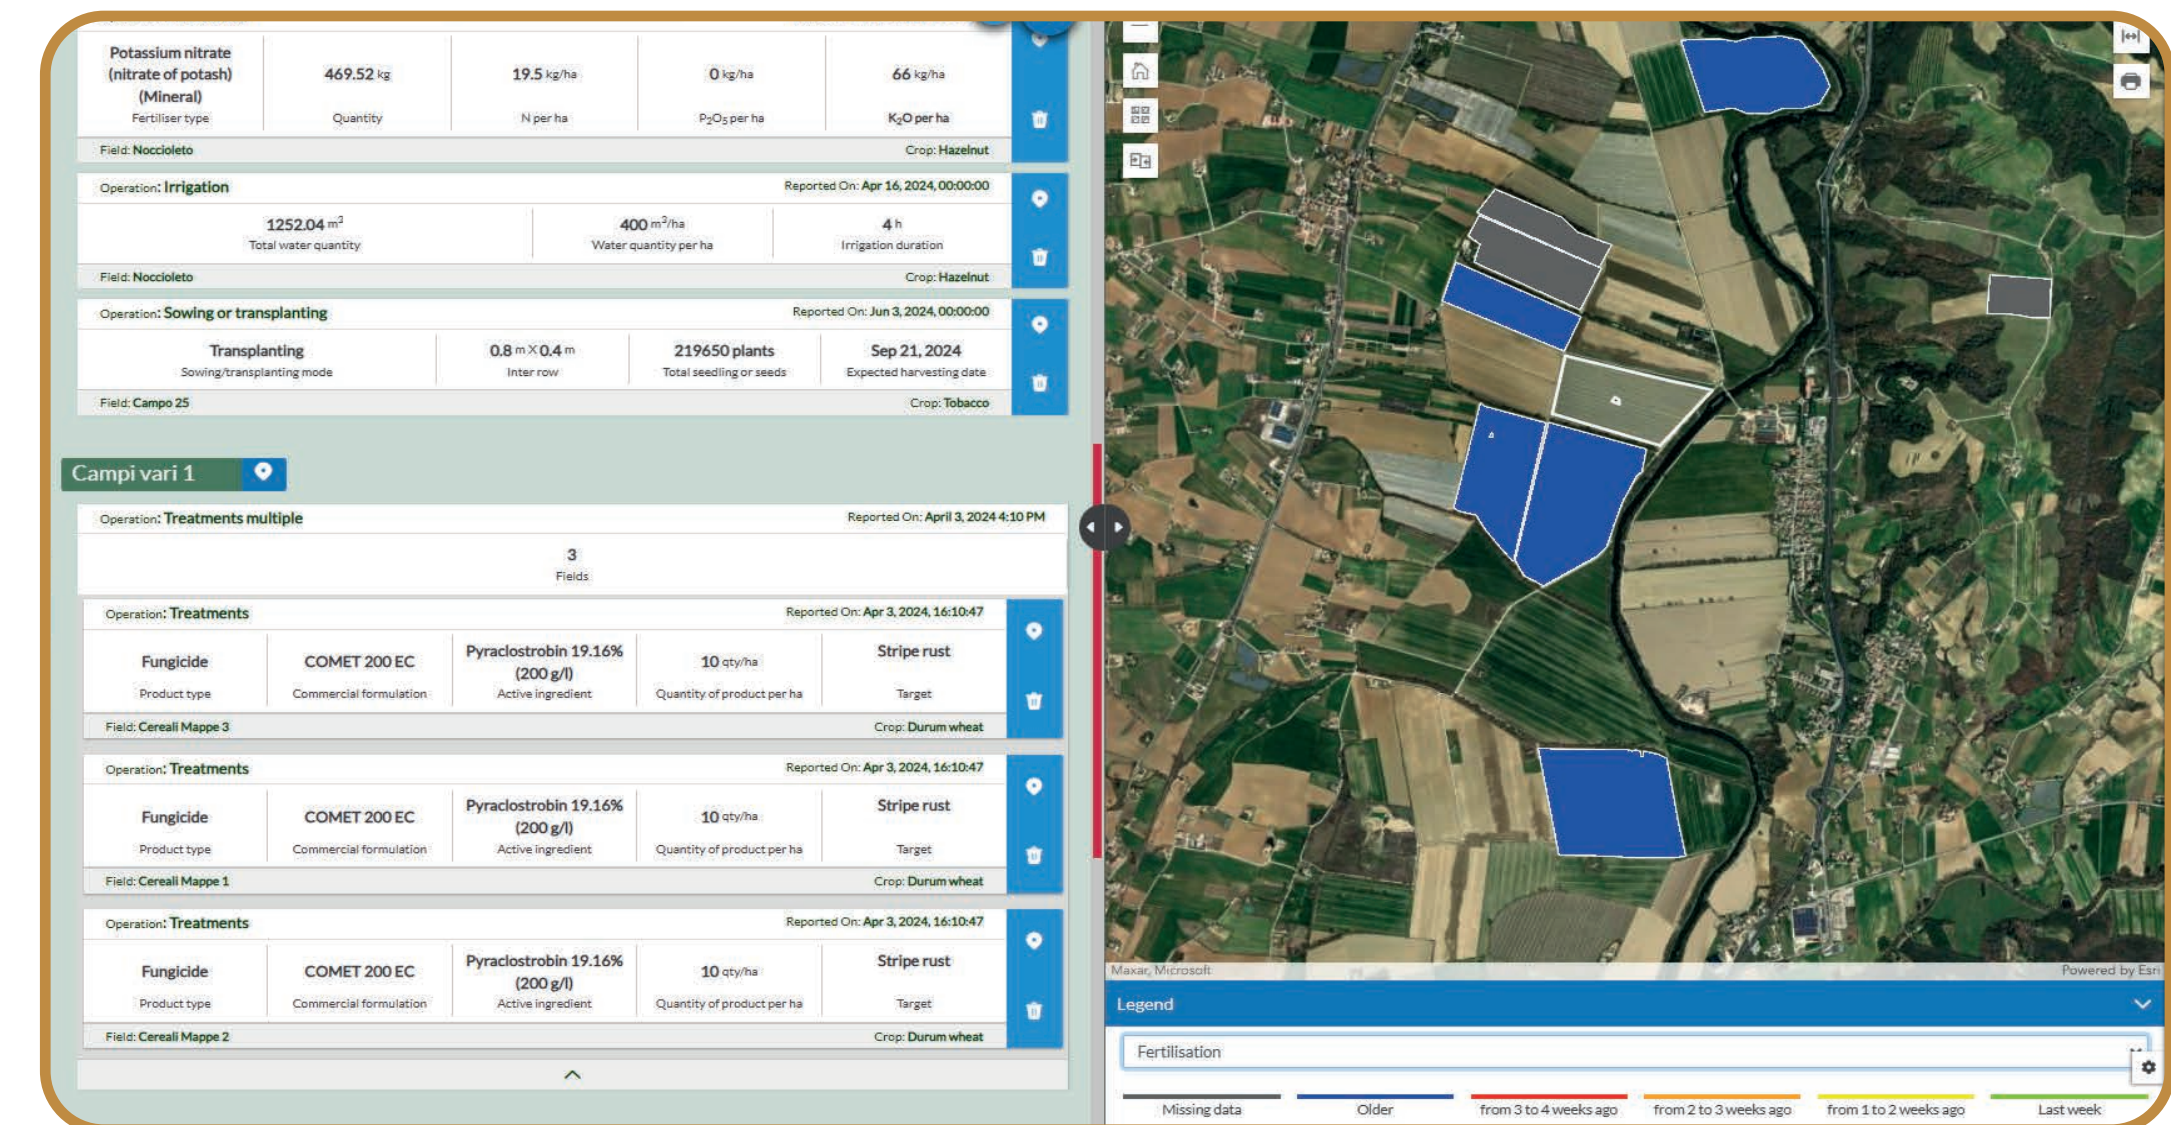 Potassium nitrate
(nitrate of potash)
(Mineral)
Fertiliser type
469.52 kg
Quantity
19.5 kg/ha
N per ha
0 kg/ha
P₂O₅ per ha
66 kg/ha
K₂O per ha
Field: Noccioleto
Crop: Hazelnut
Operation: Irrigation
Reported On: Apr 16, 2024, 00:00:00
1252.04 m³
Total water quantity
400 m³/ha
Water quantity per ha
4 h
Irrigation duration
Field: Noccioleto
Crop: Hazelnut
Operation: Sowing or transplanting
Reported On: Jun 3, 2024, 00:00:00
Transplanting
Sowing/transplanting mode
0.8 m X 0.4 m
Inter row
219650 plants
Total seedling or seeds
Sep 21, 2024
Expected harvesting date
Field: Campo 25
Crop: Tobacco
Campi vari 1
Operation: Treatments multiple
Reported On: April 3, 2024 4:10 PM
3
Fields
Operation: Treatments
Reported On: Apr 3, 2024, 16:10:47
Fungicide
Product type
COMET 200 EC
Commercial formulation
Pyraclostrobin 19.16%
(200 g/l)
Active ingredient
10 qty/ha
Quantity of product per ha
Stripe rust
Target
Field: Cereali Mappe 3
Crop: Durum wheat
Operation: Treatments
Reported On: Apr 3, 2024, 16:10:47
Fungicide
Product type
COMET 200 EC
Commercial formulation
Pyraclostrobin 19.16%
(200 g/l)
Active ingredient
10 qty/ha
Quantity of product per ha
Stripe rust
Target
Field: Cereali Mappe 1
Crop: Durum wheat
Operation: Treatments
Reported On: Apr 3, 2024, 16:10:47
Fungicide
Product type
COMET 200 EC
Commercial formulation
Pyraclostrobin 19.16%
(200 g/l)
Active ingredient
10 qty/ha
Quantity of product per ha
Stripe rust
Target
Field: Cereali Mappe 2
Crop: Durum wheat
Maxar, Microsoft
Powered by Esri
Legend
Fertilisation
Missing data
Older
from 3 to 4 weeks ago
from 2 to 3 weeks ago
from 1 to 2 weeks ago
Last week